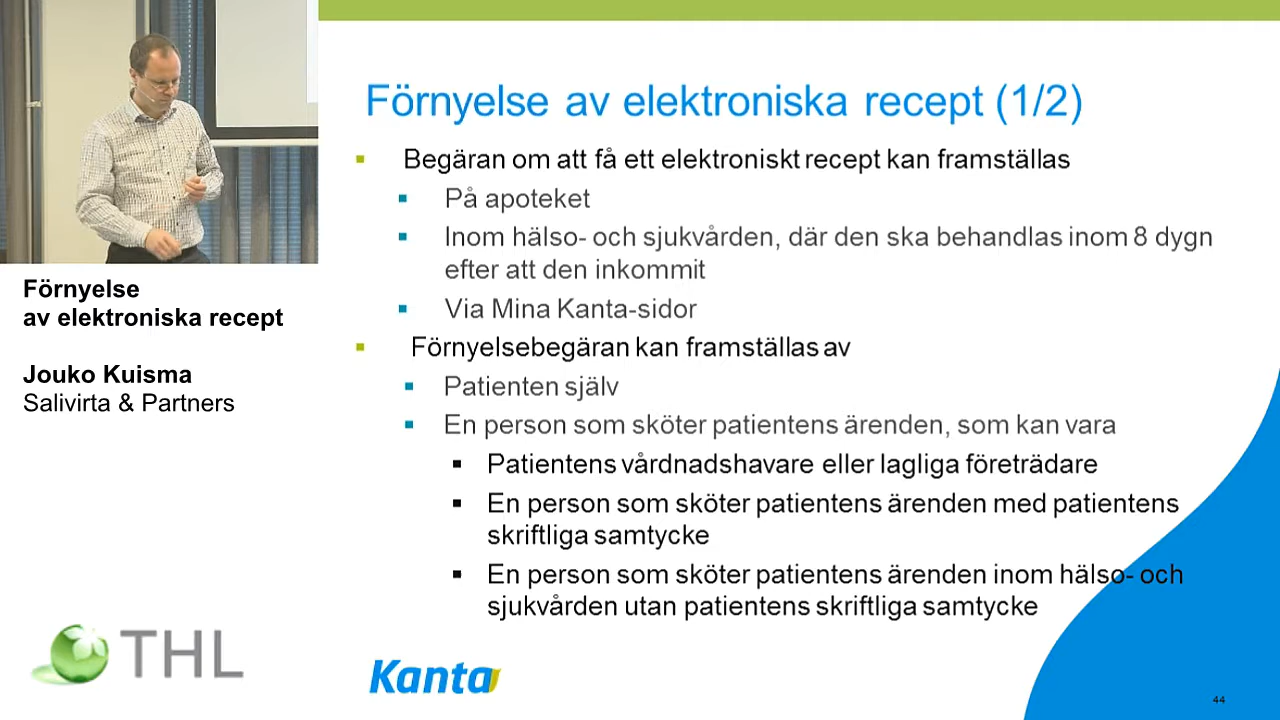 Förnyelse av elektroniska recept (1/2)
Begäran om att få ett elektroniskt recept kan framställas
På apoteket
Inom hälso- och sjukvården, där den ska behandlas inom 8 dygn
efter att den inkommit
Via Mina Kanta-sidor
Förnyelsebegäran kan framställas av
Patienten själv
En person som sköter patientens ärenden, som kan vara
Patientens vårdnadshavare eller lagliga företrädare
En person som sköter patientens ärenden med patientens
skriftliga samtycke
En person som sköter patientens ärenden inom hälso- och
sjukvården utan patientens skriftliga samtycke
Förnyelse
av elektroniska recept
Jouko Kuisma
Salivirta & Partners
THL
Kanta
44